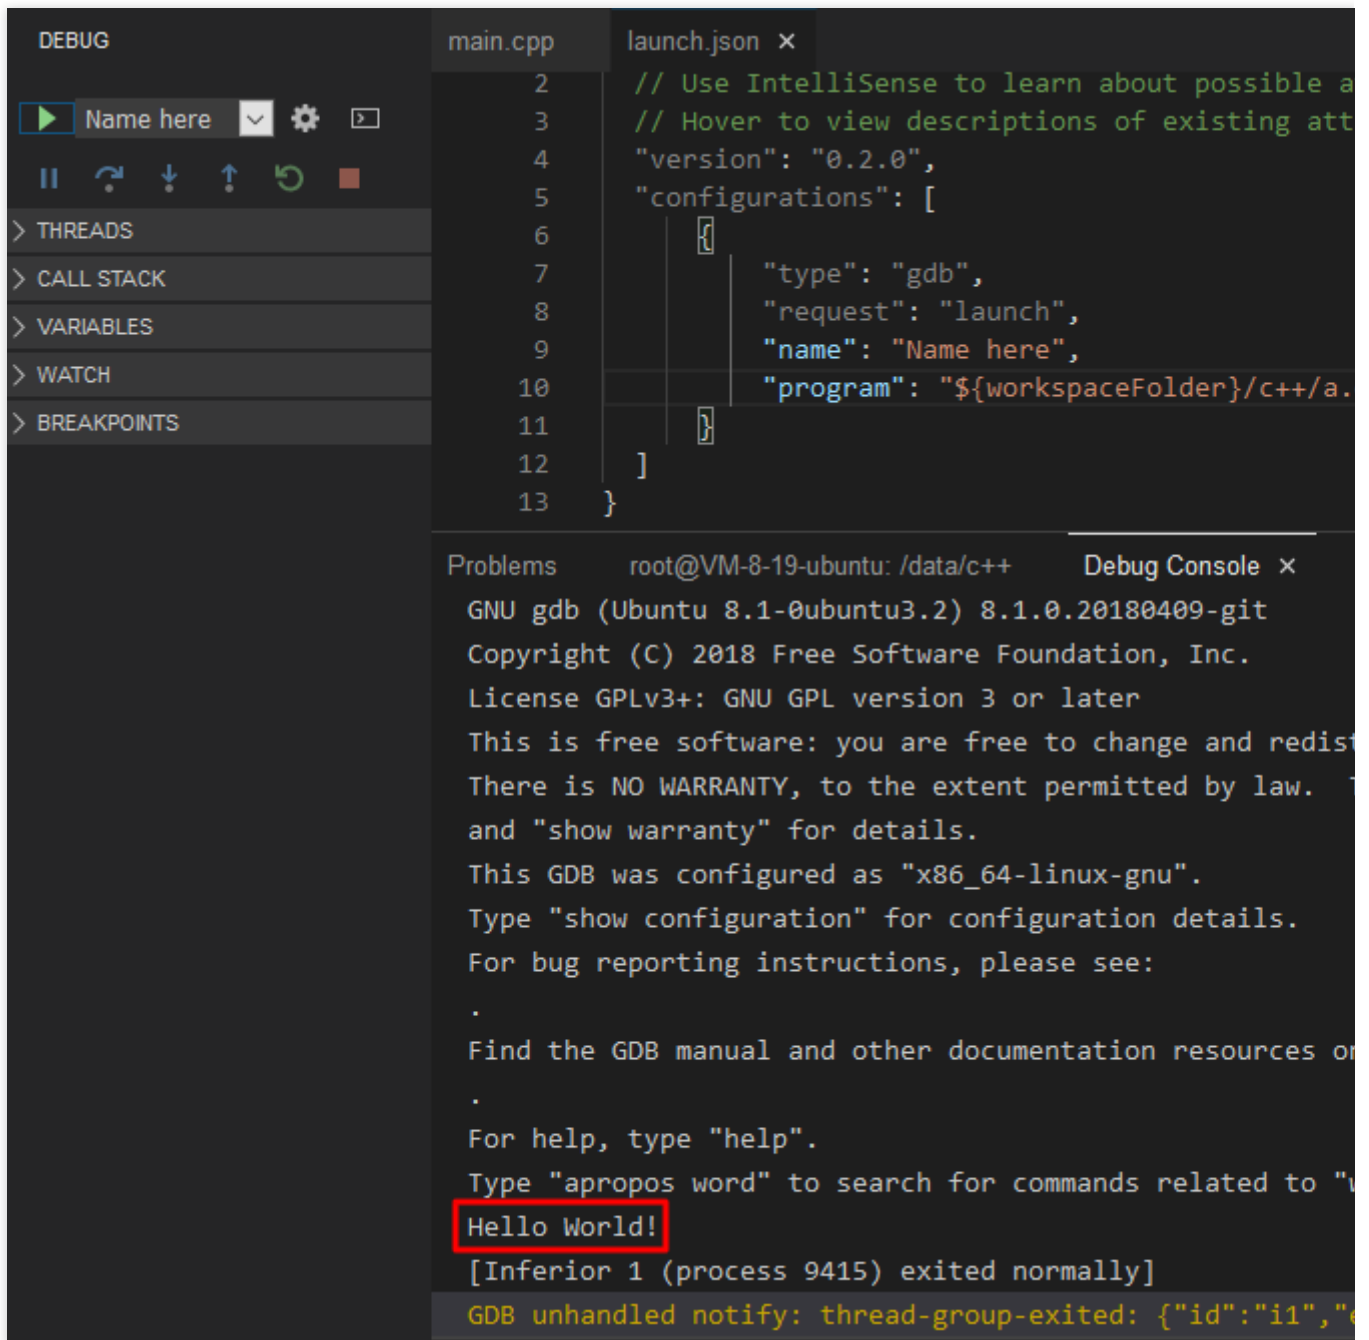 DEBUG
Name here
THREADS
CALL STACK
VARIABLES
WATCH
BREAKPOINTS
main.cpp launch.json ×
2 // Use IntelliSense to learn about possible
3 // Hover to view descriptions of existing
4 "version": "0.2.0",
5 "configurations": [
6 {
7 "type": "gdb",
8 "request": "launch",
9 "name": "Name here",
10 "program": "${workspaceFolder}/c++/a.
11 }
12 ]
13 }
Problems root@VM-8-19-ubuntu: /data/c++ Debug Console ×
GNU gdb (Ubuntu 8.1-0ubuntu3.2) 8.1.0.20180409-git
Copyright (C) 2018 Free Software Foundation, Inc.
License GPLv3+: GNU GPL version 3 or later
This is free software: you are free to change and
There is NO WARRANTY, to the extent permitted by law.
and "show warranty" for details.
This GDB was configured as "x86_64-linux-gnu".
Type "show configuration" for configuration details.
For bug reporting instructions, please see:
.
Find the GDB manual and other documentation resources
.
For help, type "help".
Type "apropos word" to search for commands related to
Hello World!
[Inferior 1 (process 9415) exited normally]
GDB unhandled notify: thread-group-exited: {"id":"i1","